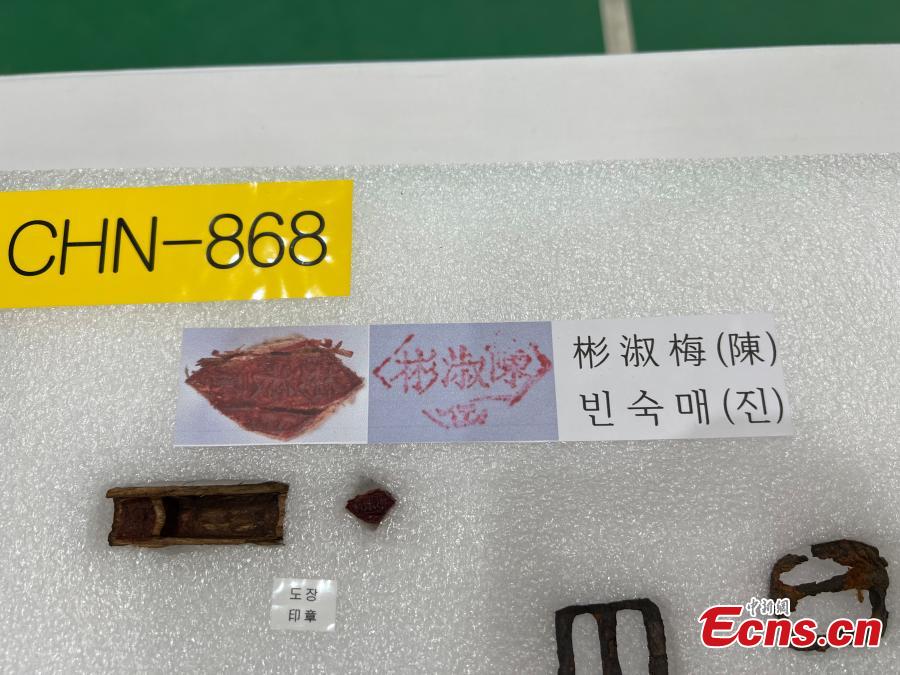 CHN-868
彬淑陳
彬淑梅(陳)
빈숙매(진)
도장
印章
中新網
Ecns.cn